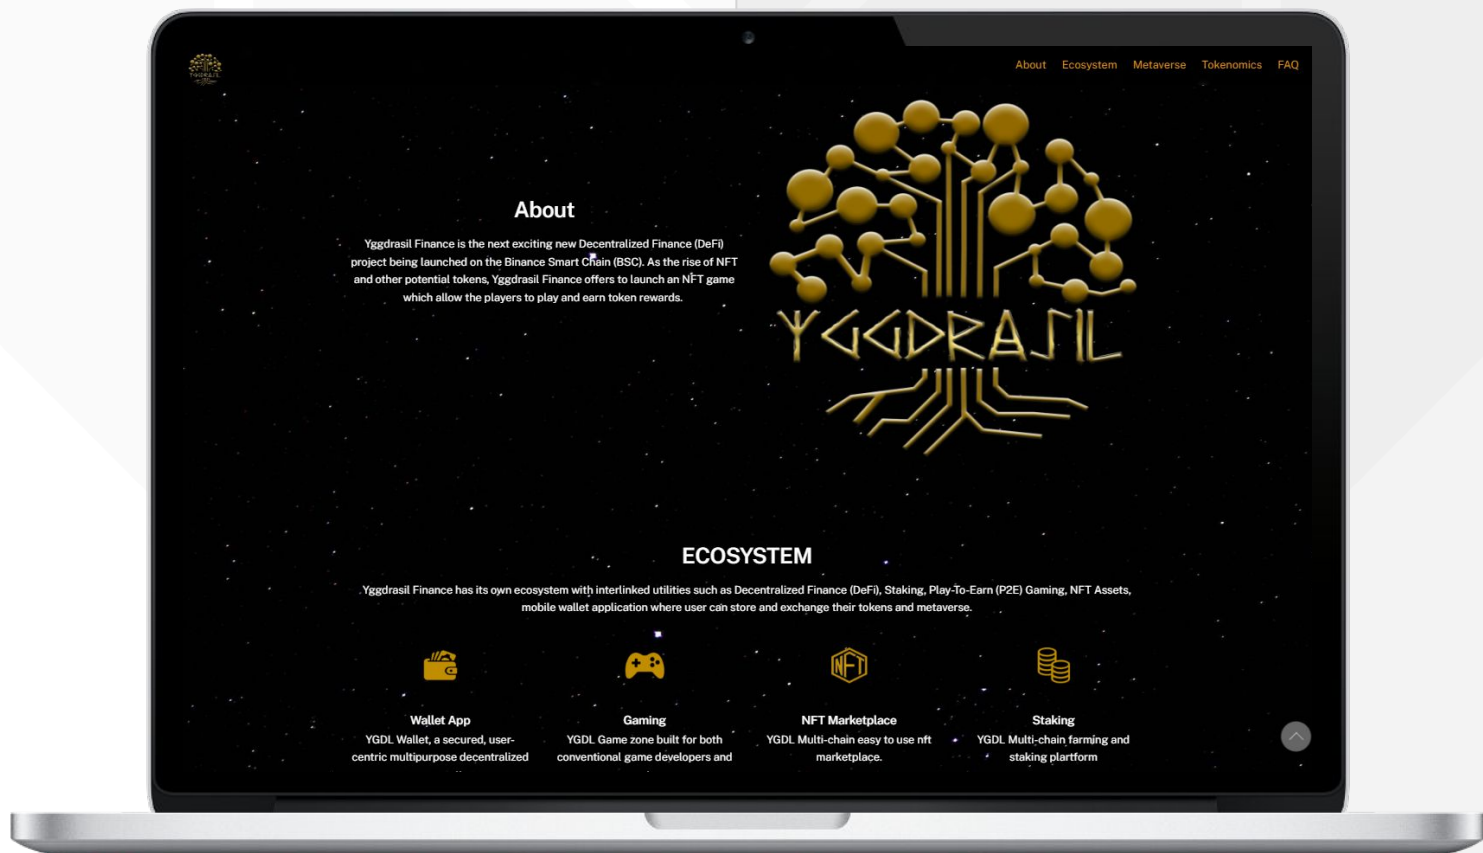 YGGDRASIL
About
Ecosystem
Metaverse
Tokenomics
FAQ
About
Yggdrasil Finance is the next exciting new Decentralized Finance (DeFi)
project being launched on the Binance Smart Chain (BSC). As the rise of NFT
and other potential tokens, Yggdrasil Finance offers to launch an NFT game
which allow the players to play and earn token rewards.
YGGDRASIL
ECOSYSTEM
Yggdrasil Finance has its own ecosystem with interlinked utilities such as Decentralized Finance (DeFi), Staking, Play-To-Earn (P2E) Gaming, NFT Assets,
mobile wallet application where user can store and exchange their tokens and metaverse.
NFT
Wallet App
YGDL Wallet, a secured, user-
centric multipurpose decentralized
Gaming
YGDL Game zone built for both
conventional game developers and
NFT Marketplace
YGDL Multi-chain easy to use nft
marketplace.
Staking
YGDL Multi-chain farming and
staking plartform